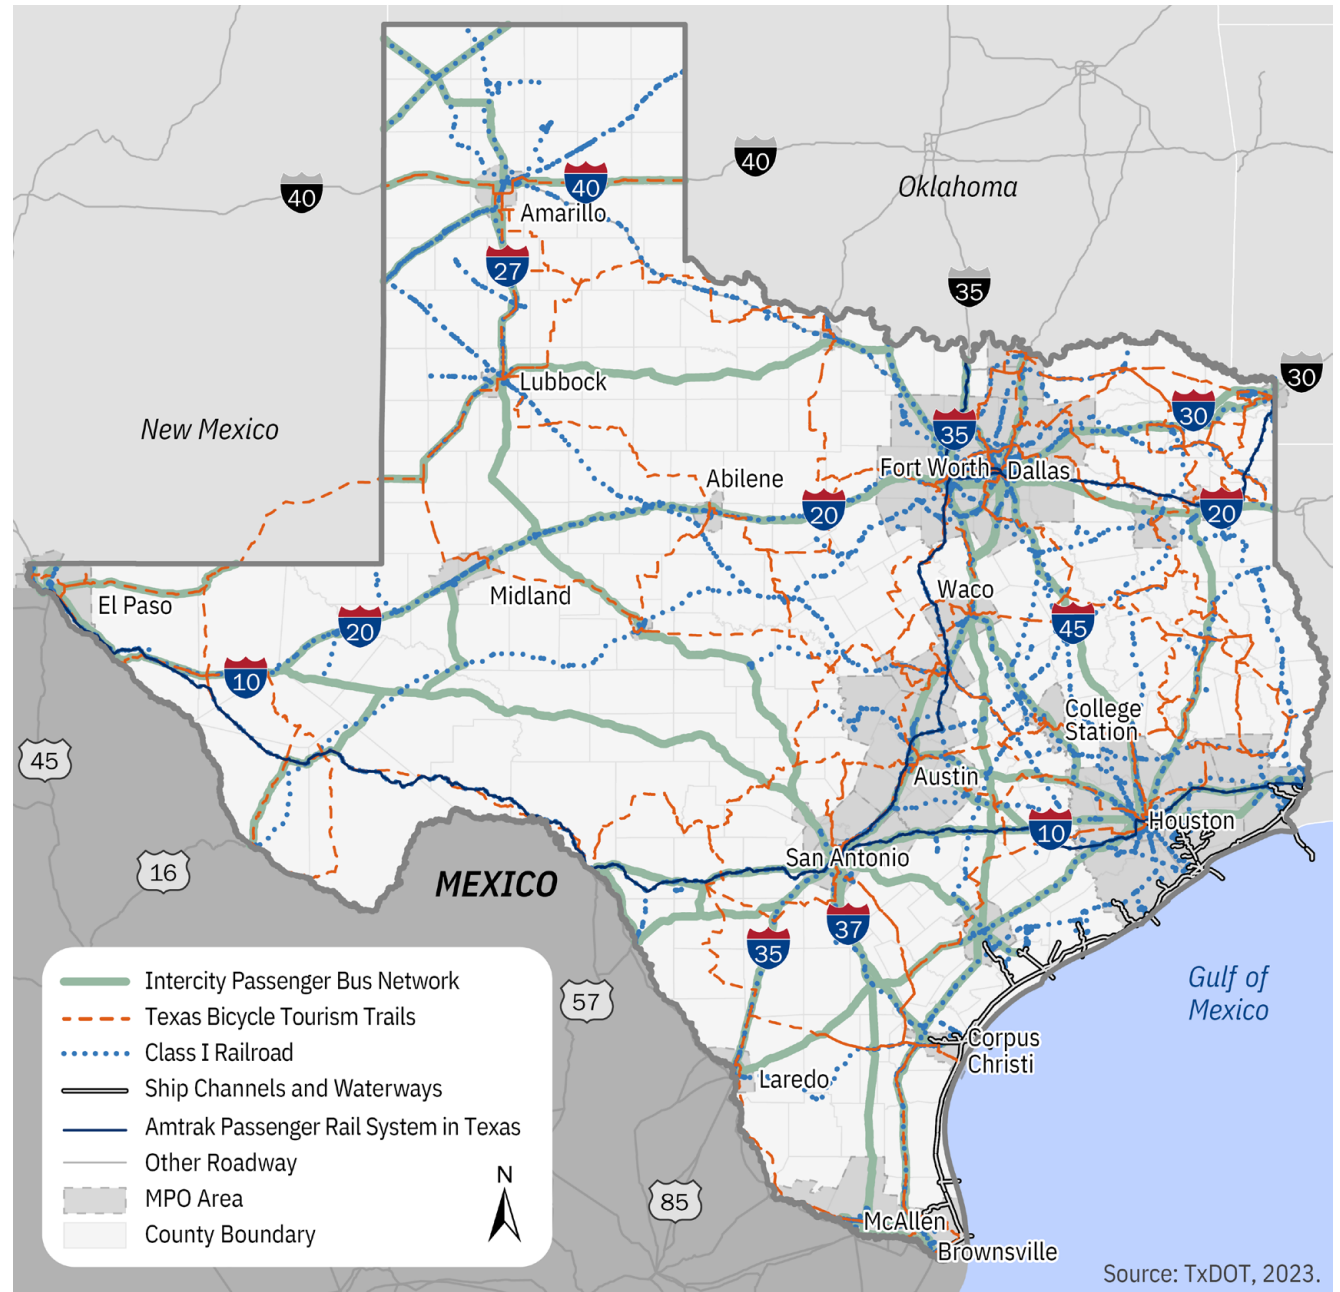 40
40
Oklahoma
40
Amarillo
27
35
30
Lubbock
New Mexico
30
35
Fort Worth
Dallas
Abilene
20
20
El Paso
Midland
Waco
20
45
10
College
Station
45
Austin
10
Houston
San Antonio
16
MEXICO
37
35
Gulf of
Mexico
57
Corpus
Christi
Laredo
85
McAllen
Brownsville
Intercity Passenger Bus Network
Texas Bicycle Tourism Trails
Class I Railroad
Ship Channels and Waterways
Amtrak Passenger Rail System in Texas
Other Roadway
MPO Area
County Boundary
N
Source: TxDOT, 2023.